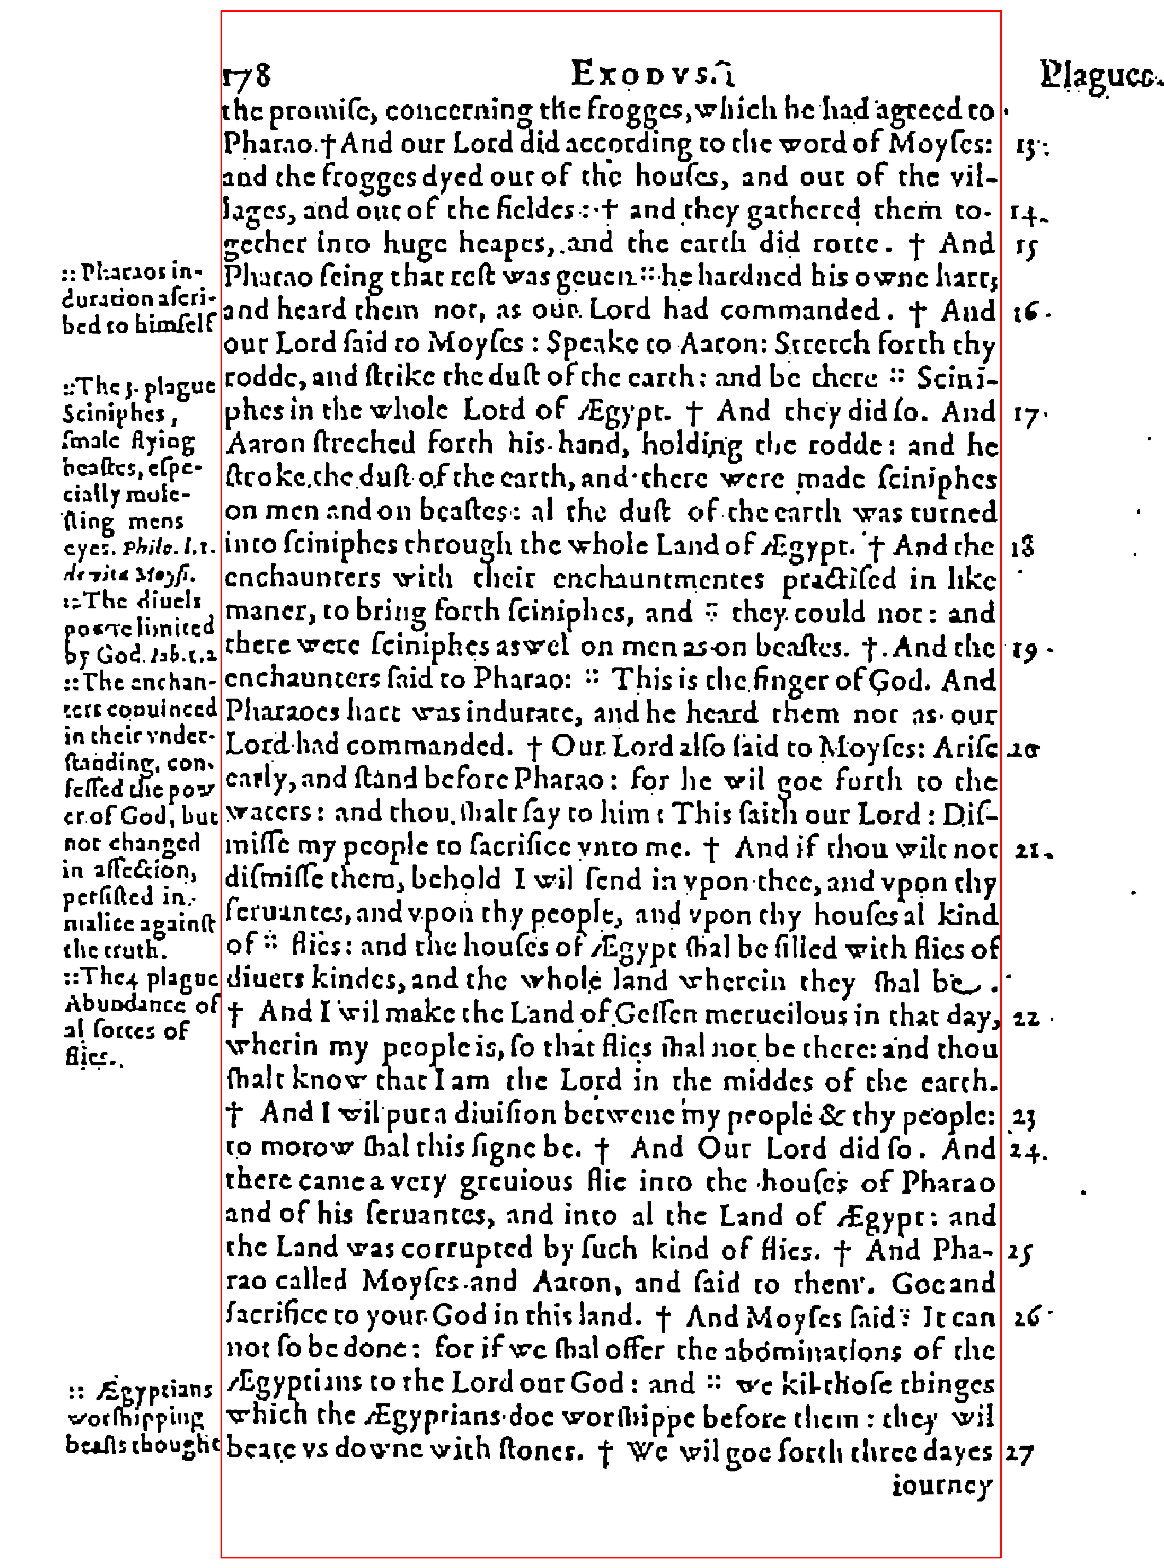 178 EXODVS. Plagues.
the promiſe, concerning the frogges, which he had agreed to
Pharao. † And our Lord did according to the word of Moyſes: 13
and the frogges dyed out of the houſes, and out of the vil-
lages, and out of the fieldes: † and they gathered them to- 14
gether into huge heapes, and the earth did rotte. † And 15
Pharao ſeing that reſt was geuen :: he hardned his owne hart,
and heard them not, as our Lord had commanded. † And 16
our Lord ſaid to Moyſes: Speake to Aaron: Stretch forth thy
rodde, and ſtrike the duſt of the earth: and be there :: Scini-
phes in the whole Lord of Ægypt. † And they did ſo. And 17
Aaron ſtreched forth his hand, holding the rodde: and he
ſtroke the duſt of the earth, and there were made ſciniphes
on men and on beaſtes: al the duſt of the earth was turned
into ſciniphes through the whole Land of Ægypt. † And the 18
enchaunters with their enchauntmentes practiſed in like
maner, to bring forth ſciniphes, and :: they could not: and
there were ſciniphes aswel on men as on beaſtes. † And the 19
enchaunters ſaid to Pharao: :: This is the finger of God. And
Pharaoes hart was indurate, and he heard them not as our
Lord had commanded. † Our Lord alſo ſaid to Moyſes: Ariſe 20
early, and ſtand before Pharao: for he wil goe forth to the
waters: and thou ſhalt ſay to him: This ſaith our Lord: Diſ-
miſſe my people to ſacrifice vnto me. † And if thou wilt not 21
diſmiſſe them, behold I wil ſend in vpon thee, and vpon thy
ſeruantes, and vpon thy people, and vpon thy houſes al kind
of :: flies: and the houſes of Ægypt ſhal be filled with flies of
diuers kindes, and the whole land wherein they ſhal be.
† And I wil make the Land of Geſſen merueilous in that day, 22
wherin my people is, ſo that flies ſhal not be there: and thou
ſhalt know that I am the Lord in the middes of the earth.
† And I wil put a diuiſion betwene my people & thy people: 23
to morow ſhal this ſigne be. † And Our Lord did ſo. And 24
there came a very greuious flie into the houſes of Pharao
and of his ſeruantes, and into al the Land of Ægypt: and
the Land was corrupted by ſuch kind of flies. † And Pha- 25
rao called Moyſes and Aaron, and ſaid to them. Goe and
ſacrifice to your God in this land. † And Moyſes ſaid: It can 26
not ſo be done: for if we ſhal offer the abominations of the
Ægyptians to the Lord our God: and :: we kil thoſe thinges
which the Ægyptians doe worſhippe before them: they wil
beate vs downe with ſtones. † We wil goe forth three dayes 27
iourney
:: Pharaos in-
duration aſcri-
bed to himſelf
:: The 3. plague
Sciniphes,
ſmale flying
beaſtes, eſpe-
cially mole-
ſting mens
eyes. Philo. l.1.
de vita Moyſi.
:: The diuels
powre limited
by God. Iob. 1.2
:: The enchan-
ters conuinced
in their vnder-
ſtanding, con-
feſſed the pow
er of God, but
not changed
in affection,
perſiſted in
malice againſt
the truth.
:: The 4 plague
Abundance of
al ſortes of
flies.
:: Ægyptians
worſhipping
beaſts thought